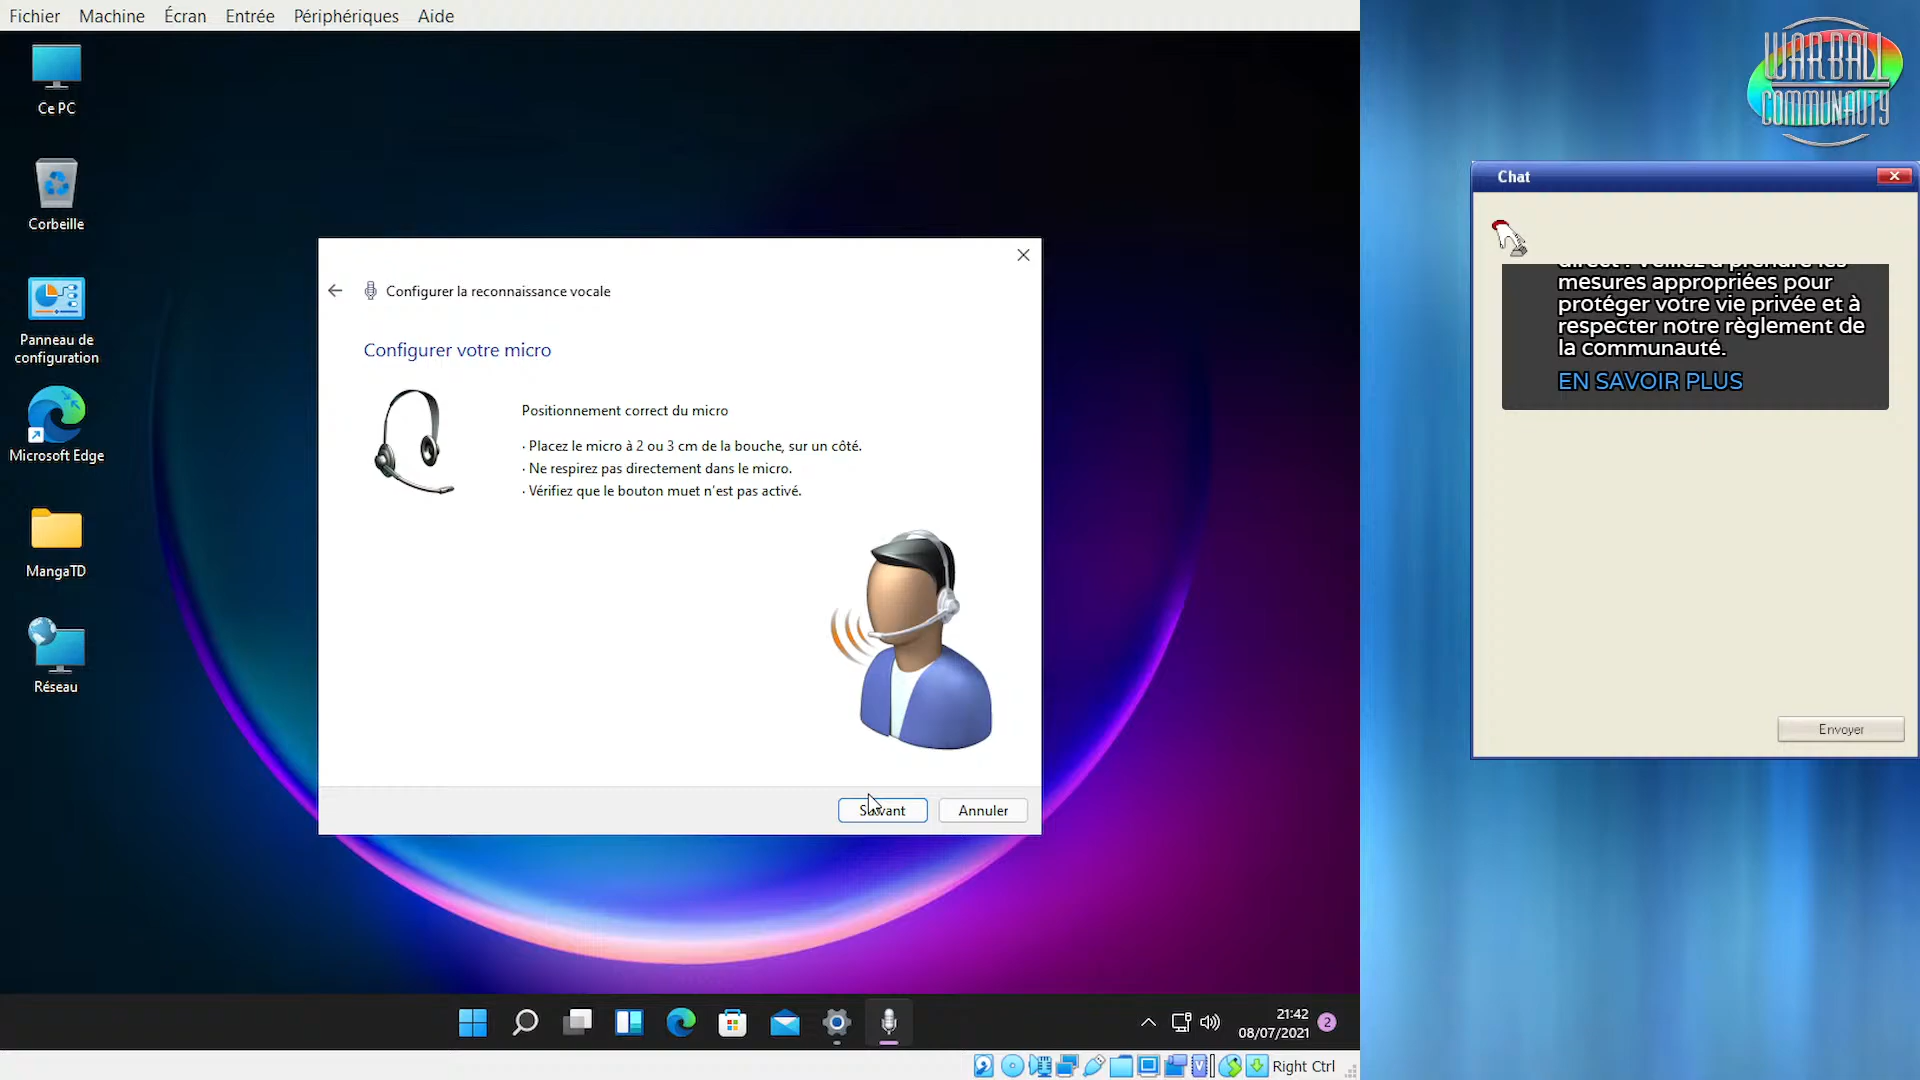 Fichier Machine Écran Entrée Périphériques Aide
Ce PC
Corbeille
Panneau de
configuration
Microsoft Edge
MangaTD
Réseau
Configurer la reconnaissance vocale
Configurer votre micro
Positionnement correct du micro
· Placez le micro à 2 ou 3 cm de la bouche, sur un côté.
· Ne respirez pas directement dans le micro.
· Vérifiez que le bouton muet n'est pas activé.
Suivant Annuler
21:42
08/07/2021
2
Right Ctrl
WARBALL
COMMUNAUTY
Chat
mesures appropriées pour
protéger votre vie privée et à
respecter notre règlement de
la communauté.
EN SAVOIR PLUS
Envoyer